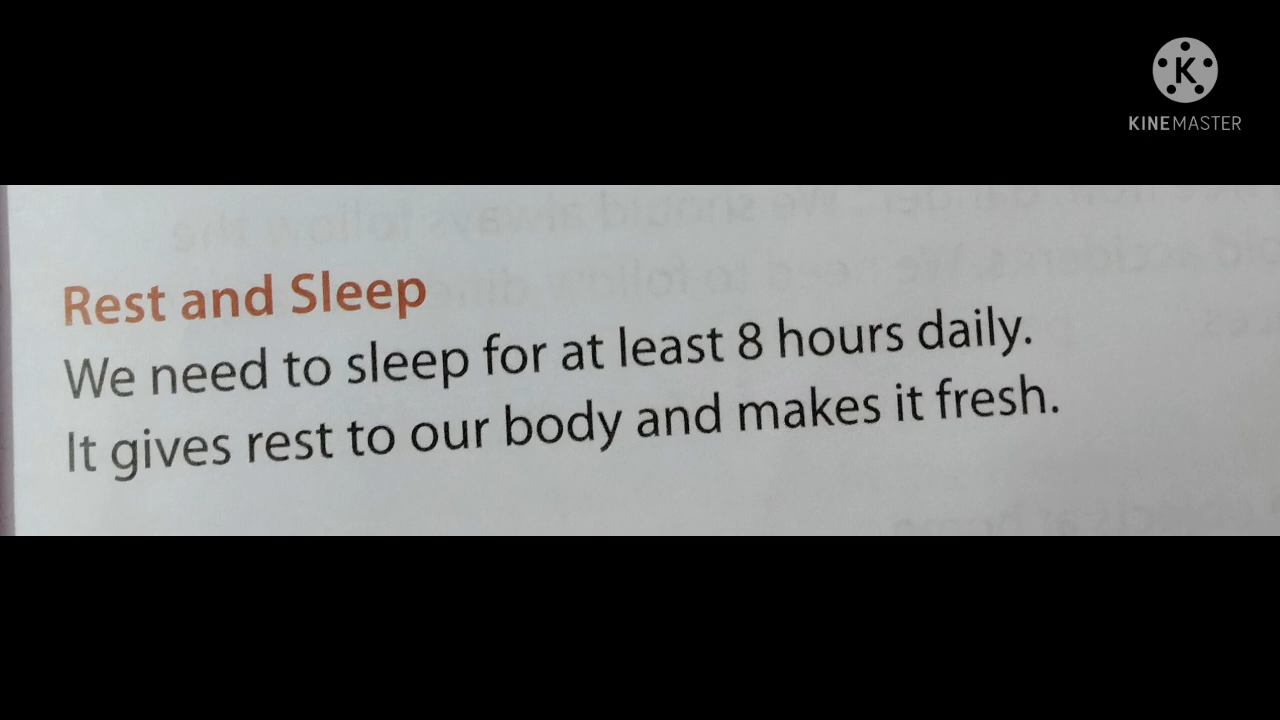 K
KINEMASTER
Rest and Sleep
We need to sleep for at least 8 hours daily.
It gives rest to our body and makes it fresh.